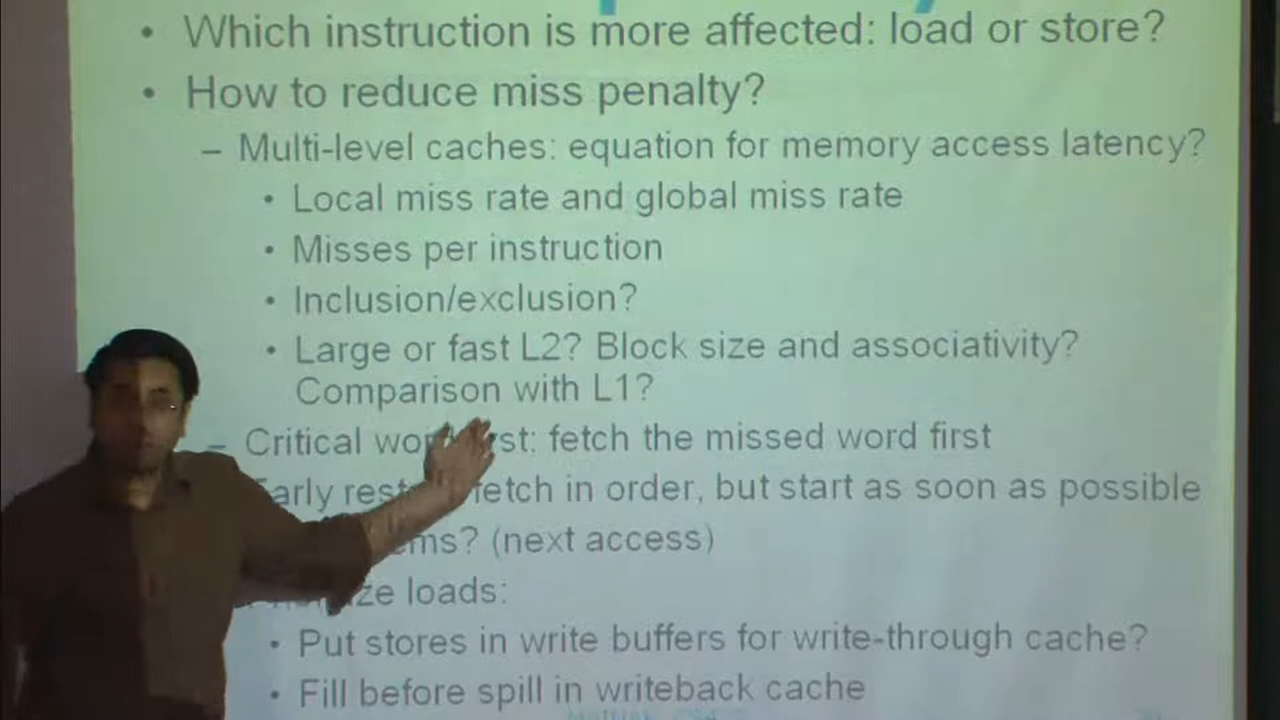 • Which instruction is more affected: load or store?
• How to reduce miss penalty?
– Multi-level caches: equation for memory access latency?
• Local miss rate and global miss rate
• Misses per instruction
• Inclusion/exclusion?
• Large or fast L2? Block size and associativity?
Comparison with L1?
– Critical first: fetch the missed word first
Early fetch in order, but start as soon as possible
(next access)
loads:
• Put stores in write buffers for write-through cache?
• Fill before spill in writeback cache